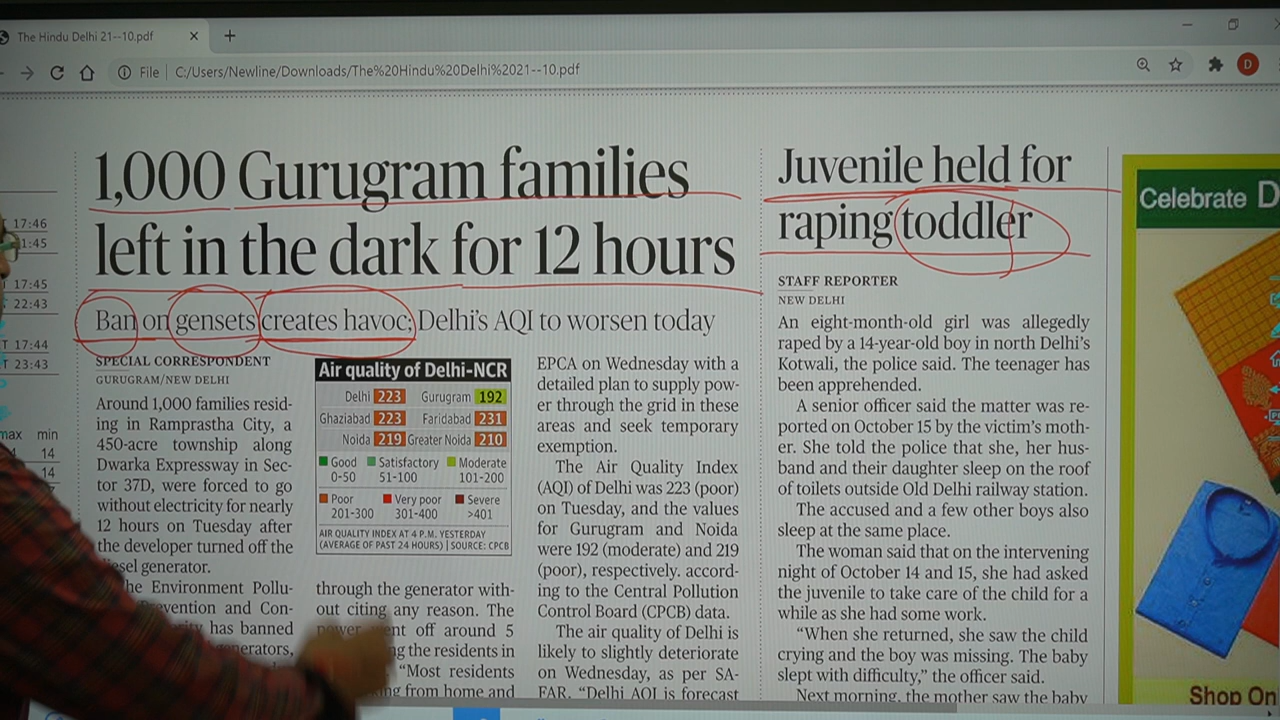 The Hindu Delhi 21--10.pdf
File C:/Users/Newline/Downloads/The%20Hindu%20Delhi%2021--10.pdf
D
17:46
1:45
17:45
22:43
17:44
23:43
max min
14
14
1,000 Gurugram families
left in the dark for 12 hours
Ban on gensets creates havoc; Delhi's AQI to worsen today
SPECIAL CORRESPONDENT
GURUGRAM/NEW DELHI
Around 1,000 families resid-
ing in Ramprastha City, a
450-acre township along
Dwarka Expressway in Sec-
tor 37D, were forced to go
without electricity for nearly
12 hours on Tuesday after
the developer turned off the
generator.
Environment Pollu-
and Con-
has banned
Air quality of Delhi-NCR
Delhi 223 Gurugram 192
Ghaziabad 223 Faridabad 231
Noida 219 Greater Noida 210
Good Satisfactory Moderate
0-50 51-100 101-200
Poor Very poor Severe
201-300 301-400 >401
AIR QUALITY INDEX AT 4 P.M. YESTERDAY
(AVERAGE OF PAST 24 HOURS) | SOURCE: CPCB
through the generator with-
out citing any reason. The
off around 5
the residents in
"Most residents
from home and
EPCA on Wednesday with a
detailed plan to supply pow-
er through the grid in these
areas and seek temporary
exemption.
The Air Quality Index
(AQI) of Delhi was 223 (poor)
on Tuesday, and the values
for Gurugram and Noida
were 192 (moderate) and 219
(poor), respectively. accord-
ing to the Central Pollution
Control Board (CPCB) data.
The air quality of Delhi is
likely to slightly deteriorate
on Wednesday, as per SA-
FAR. "Delhi AQI is forecast
Juvenile held for
raping toddler
STAFF REPORTER
NEW DELHI
An eight-month-old girl was allegedly
raped by a 14-year-old boy in north Delhi's
Kotwali, the police said. The teenager has
been apprehended.
A senior officer said the matter was re-
ported on October 15 by the victim's moth-
er. She told the police that she, her hus-
band and their daughter sleep on the roof
of toilets outside Old Delhi railway station.
The accused and a few other boys also
sleep at the same place.
The woman said that on the intervening
night of October 14 and 15, she had asked
the juvenile to take care of the child for a
while as she had some work.
"When she returned, she saw the child
crying and the boy was missing. The baby
slept with difficulty," the officer said.
Next morning, the mother saw the baby
Celebrate D
Shop On